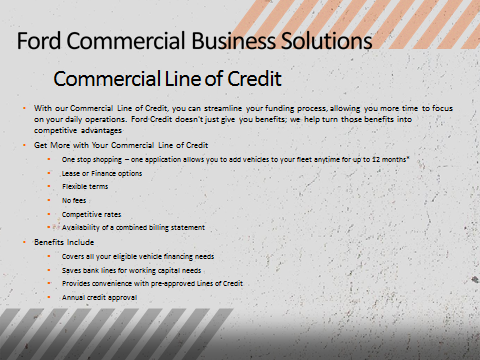 Ford Commercial Business Solutions
Commercial Line of Credit
With our Commercial Line of Credit, you can streamline your funding process, allowing you more time to focus
on your daily operations. Ford Credit doesn't just give you benefits; we help turn those benefits into
competitive advantages
Get More with Your Commercial Line of Credit
One stop shopping – one application allows you to add vehicles to your fleet anytime for up to 12 months*
Lease or Finance options
Flexible terms
No fees
Competitive rates
Availability of a combined billing statement
Benefits Include
Covers all your eligible vehicle financing needs
Saves bank lines for working capital needs
Provides convenience with pre-approved Lines of Credit
Annual credit approval